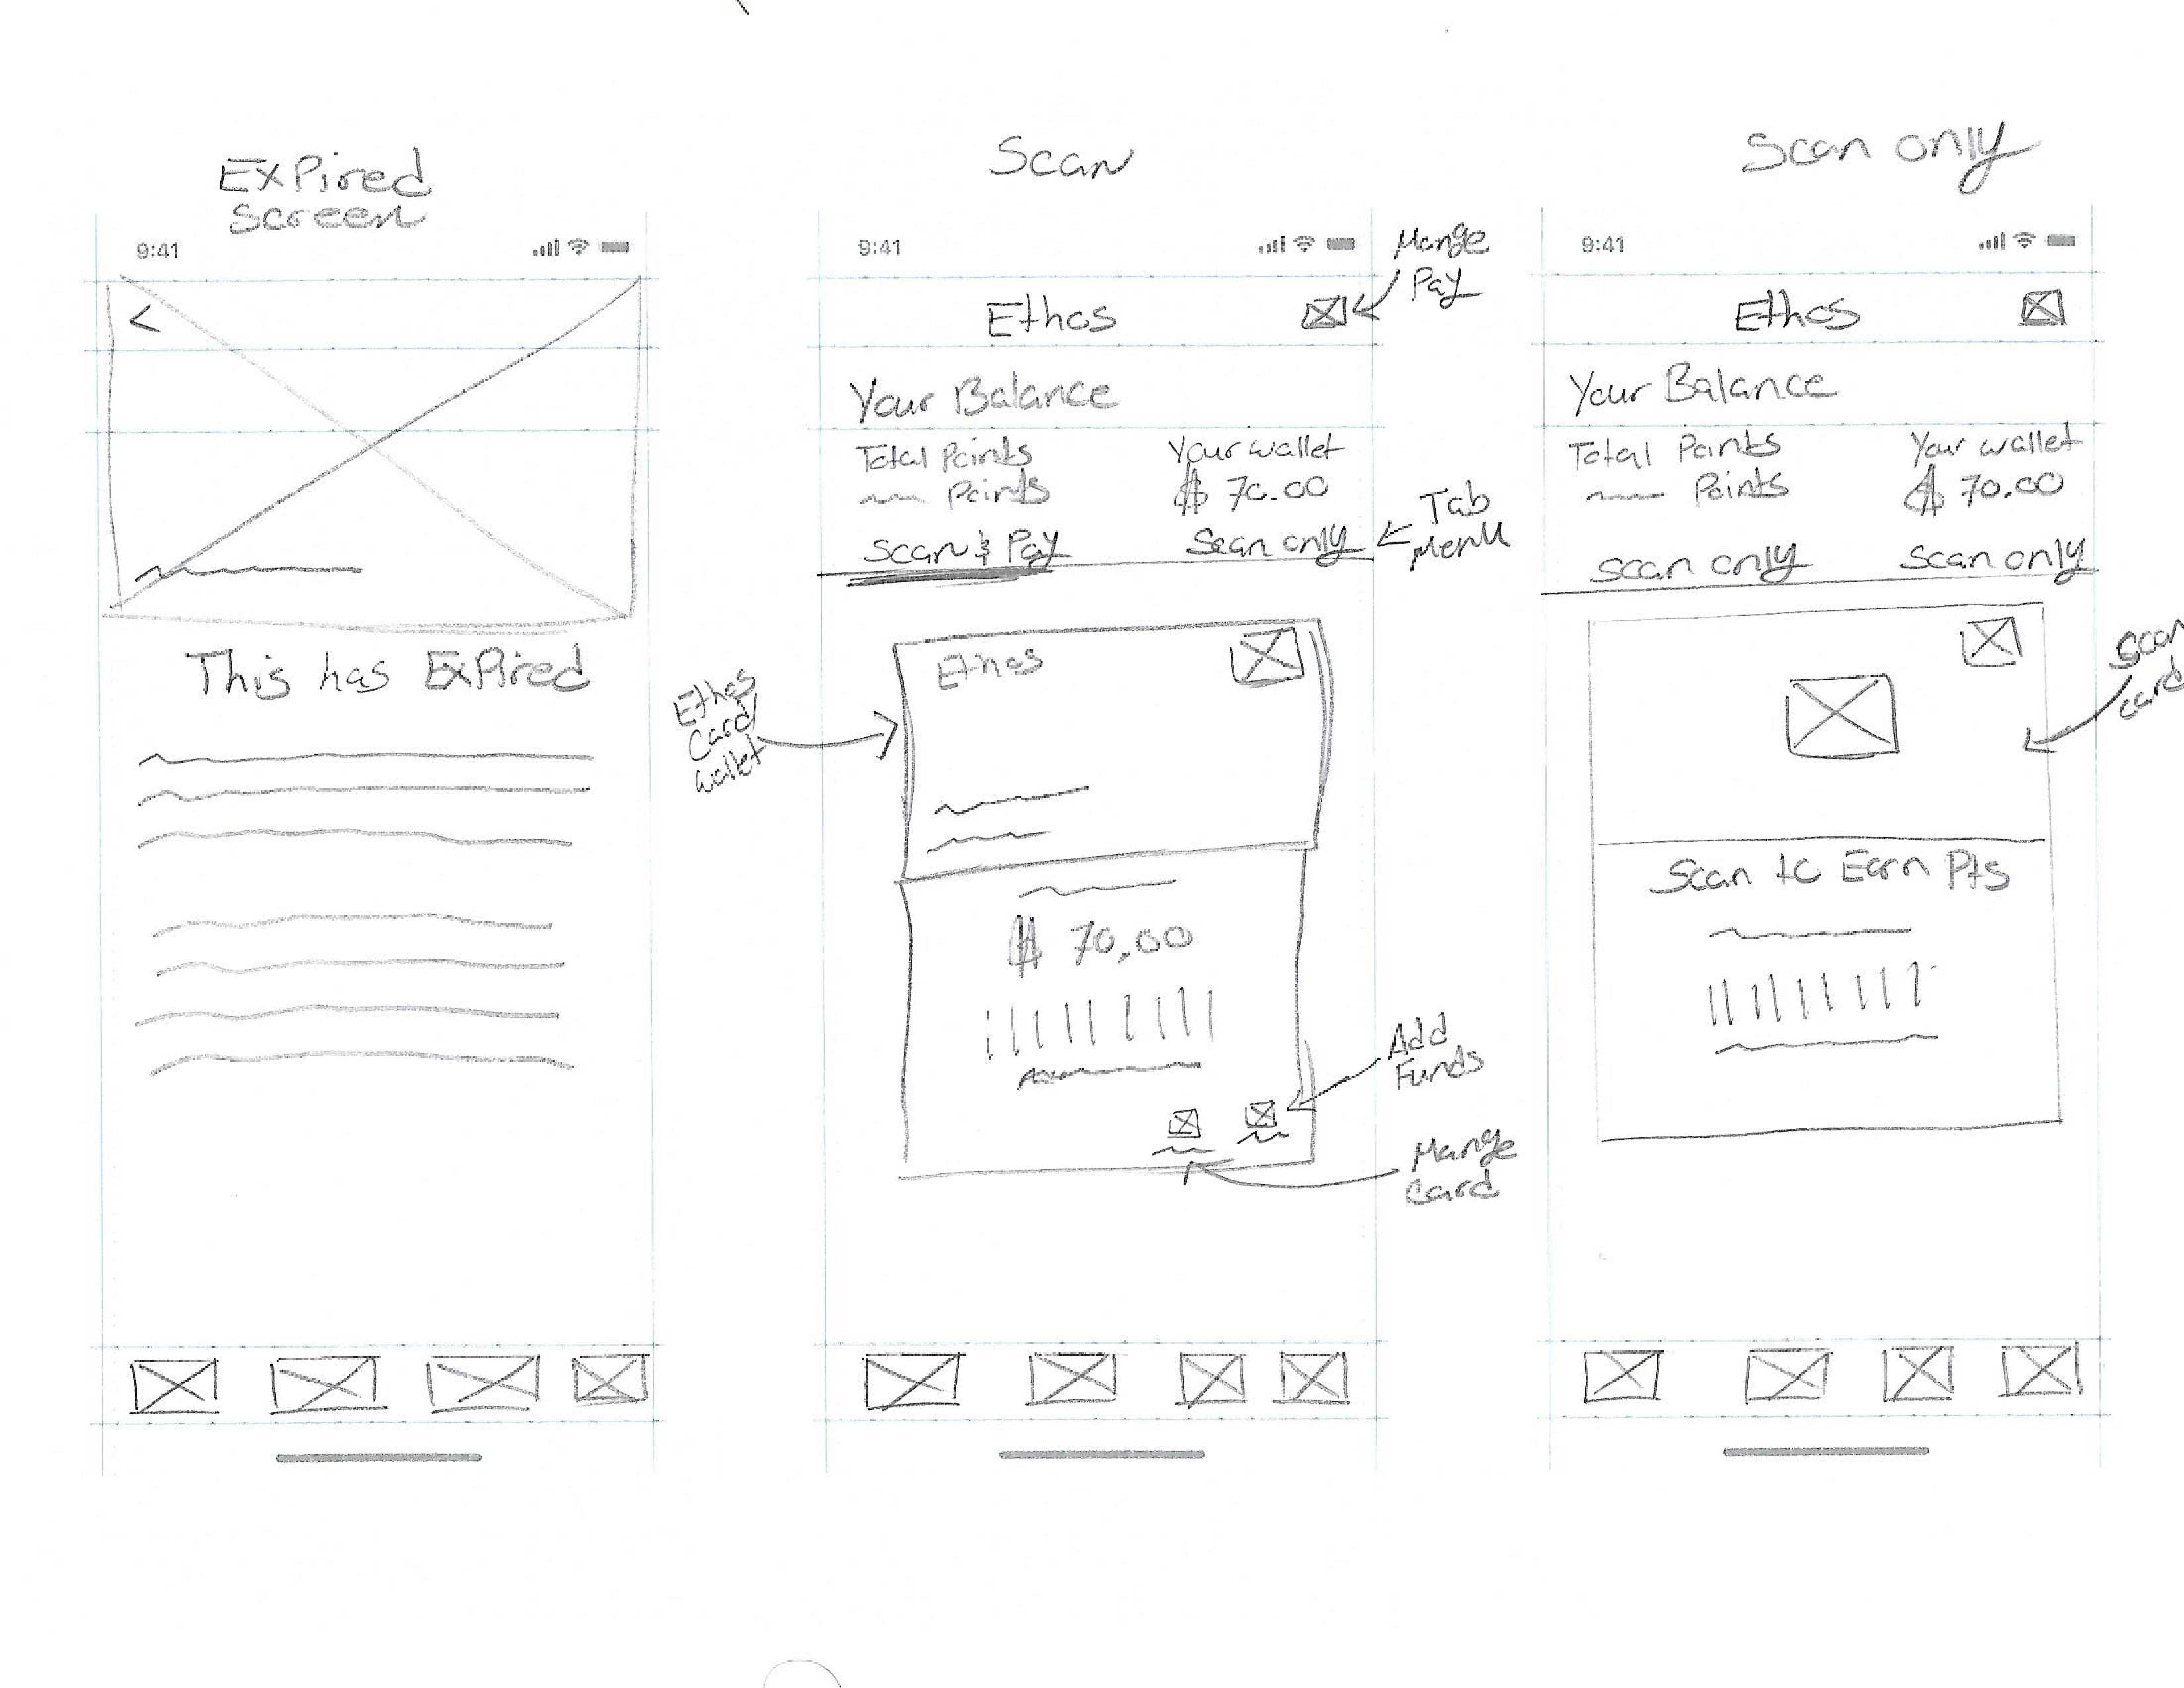 ExPired
Screen
9:41
<
This has ExPired
Scan
9:41
Mange
Pay
Ethos
Your Balance
Total Points
Your wallet
Points
$ 70.00
Scan & Pay
Scan only
Tab
Menu
Ethos
Ethos
Card/
wallet
$ 70.00
Add
Funds
Mange
Card
Scan only
9:41
Ethos
Your Balance
Total Points
Your wallet
Points
$ 70.00
Scan only
Scan only
Scan
card
Scan to Earn Pts